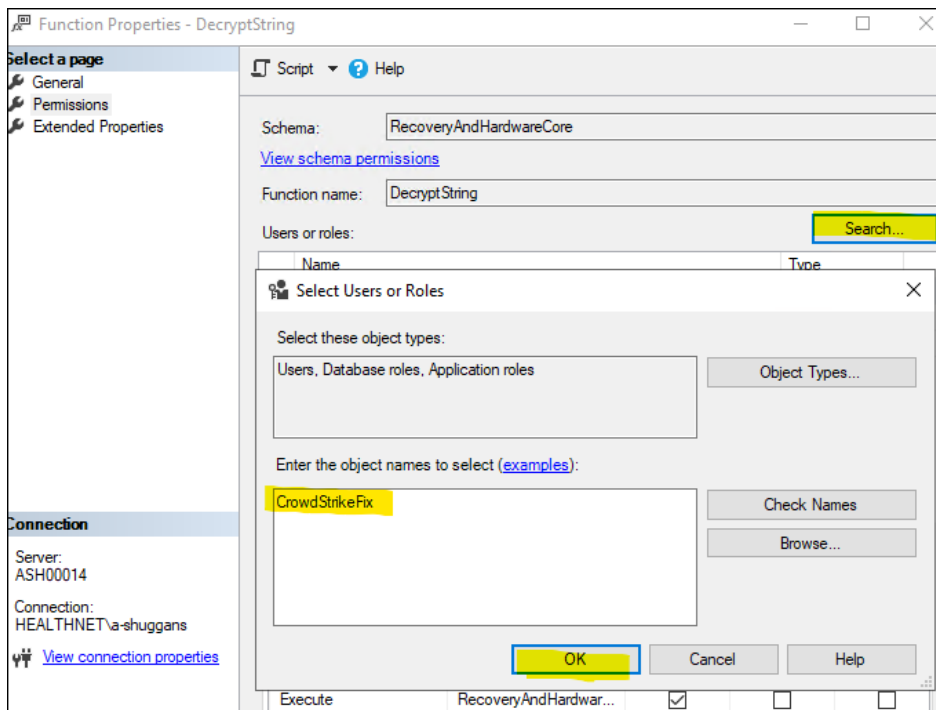 Function Properties - DecryptString
Select a page
General
Permissions
Extended Properties
Script
Help
Schema:
RecoveryAndHardwareCore
View schema permissions
Function name:
DecryptString
Users or roles:
Search...
Name
Type
Select Users or Roles
Select these object types:
Users, Database roles, Application roles
Object Types...
Enter the object names to select (examples):
CrowdStrikeFix
Check Names
Browse...
OK
Cancel
Help
Connection
Server:
ASH00014
Connection:
HEALTHNET\a-shuggans
View connection properties
Execute
RecoveryAndHardwar...